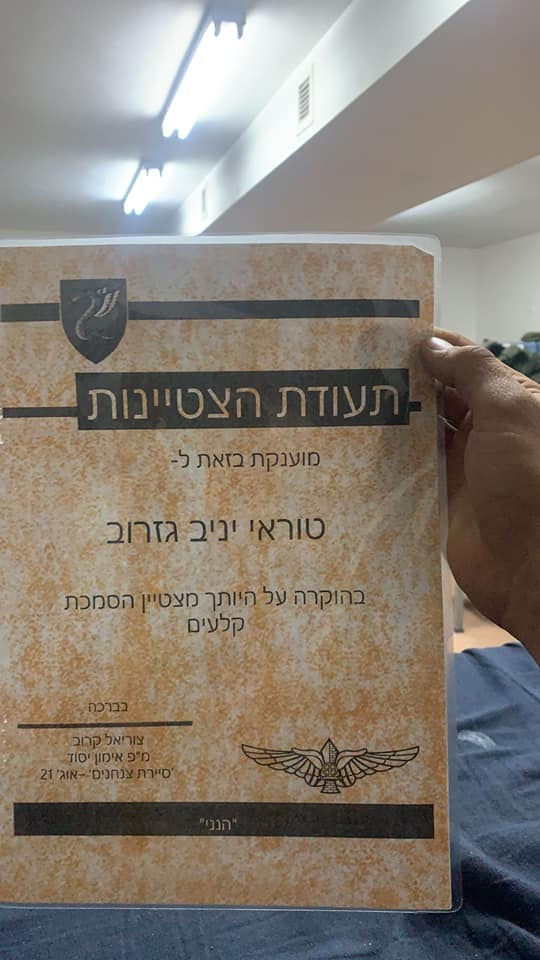 תעודת הצטיינות
מוענקת בזאת ל-
טוראי יניב גזרוב
בהוקרה על היותך מצטיין הסמכת
קלעים
בברכה
צוריאל קרוב
מ"פ אימון יסוד
'סיירת צנחנים' –אוג' 21
"הנני"